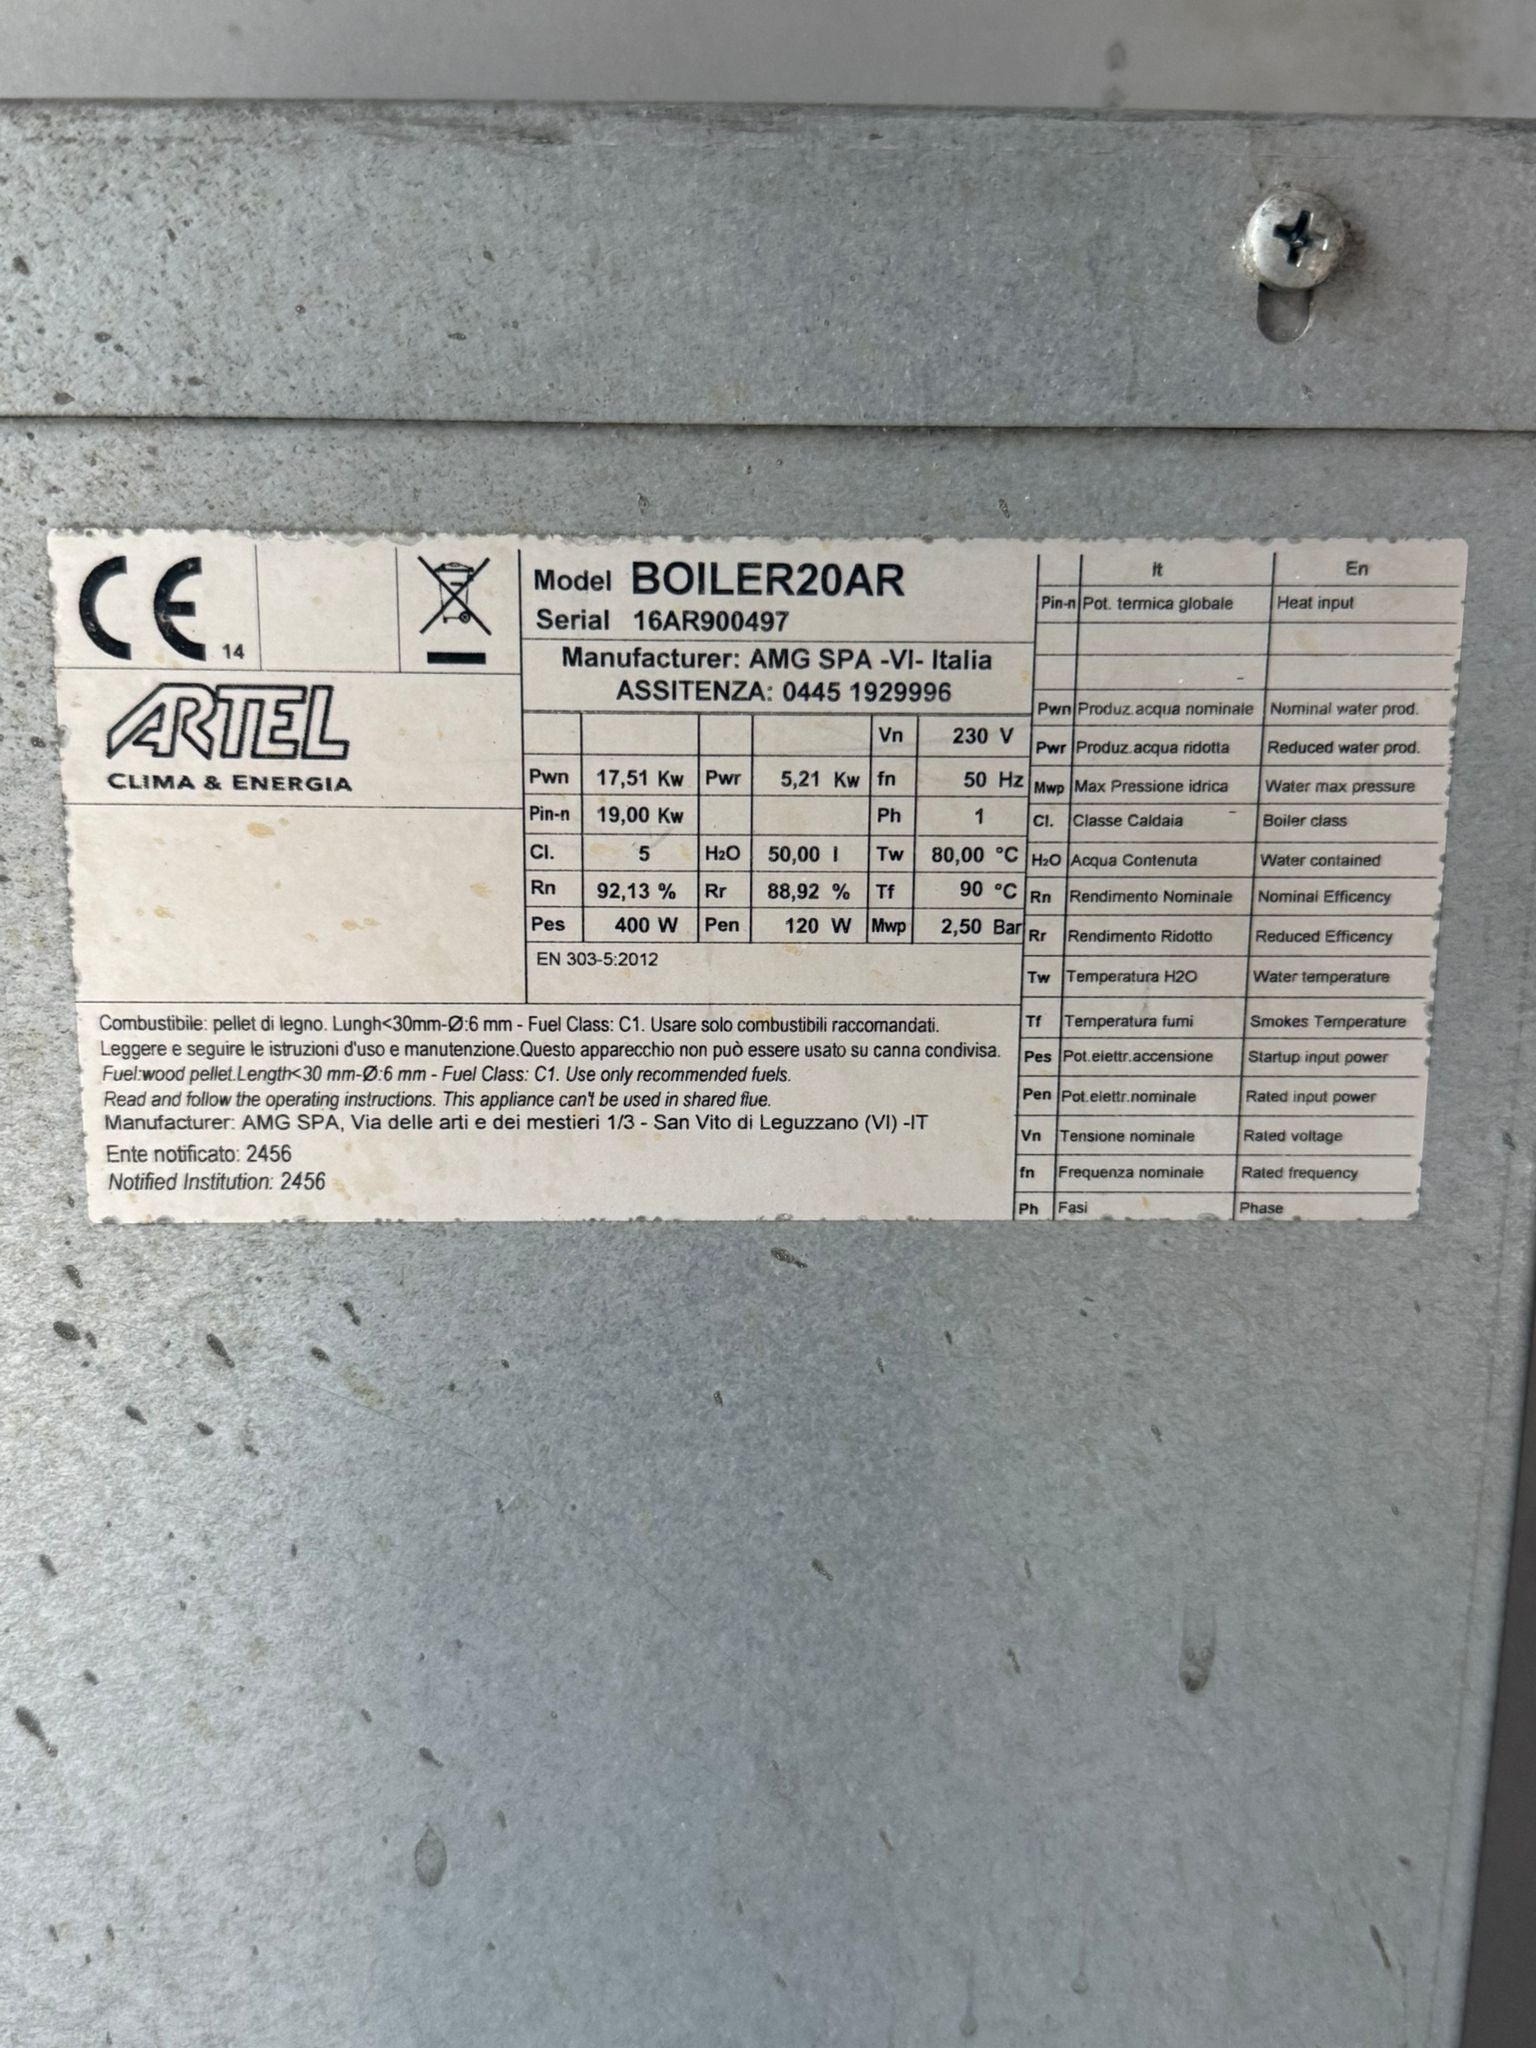 CE 14
ARTEL
CLIMA & ENERGIA
Model BOILER20AR
Serial 16AR900497
Manufacturer: AMG SPA -VI- Italia
ASSITENZA: 0445 1929996
Vn 230 V
Pwn 17,51 Kw Pwr 5,21 Kw fn 50 Hz
Pin-n 19,00 Kw Ph 1
Cl. 5 H2O 50,00 l Tw 80,00 °C
Rn 92,13 % Rr 88,92 % Tf 90 °C
Pes 400 W Pen 120 W Mwp 2,50 Bar
EN 303-5:2012
It En
Pin-n Pot. termica globale Heat input
Pwn Produz.acqua nominale Nominal water prod.
Pwr Produz.acqua ridotta Reduced water prod.
Mwp Max Pressione idrica Water max pressure
Cl. Classe Caldaia Boiler class
H2O Acqua Contenuta Water contained
Rn Rendimento Nominale Nominal Efficency
Rr Rendimento Ridotto Reduced Efficency
Tw Temperatura H2O Water temperature
Tf Temperatura fumi Smokes Temperature
Pes Pot.elettr.accensione Startup input power
Pen Pot.elettr.nominale Rated input power
Vn Tensione nominale Rated voltage
fn Frequenza nominale Rated frequency
Ph Fasi Phase
Combustibile: pellet di legno. Lungh<30mm-Ø:6 mm - Fuel Class: C1. Usare solo combustibili raccomandati.
Leggere e seguire le istruzioni d'uso e manutenzione.Questo apparecchio non può essere usato su canna condivisa.
Fuel:wood pellet.Length<30 mm-Ø:6 mm - Fuel Class: C1. Use only recommended fuels.
Read and follow the operating instructions. This appliance can't be used in shared flue.
Manufacturer: AMG SPA, Via delle arti e dei mestieri 1/3 - San Vito di Leguzzano (VI) -IT
Ente notificato: 2456
Notified Institution: 2456